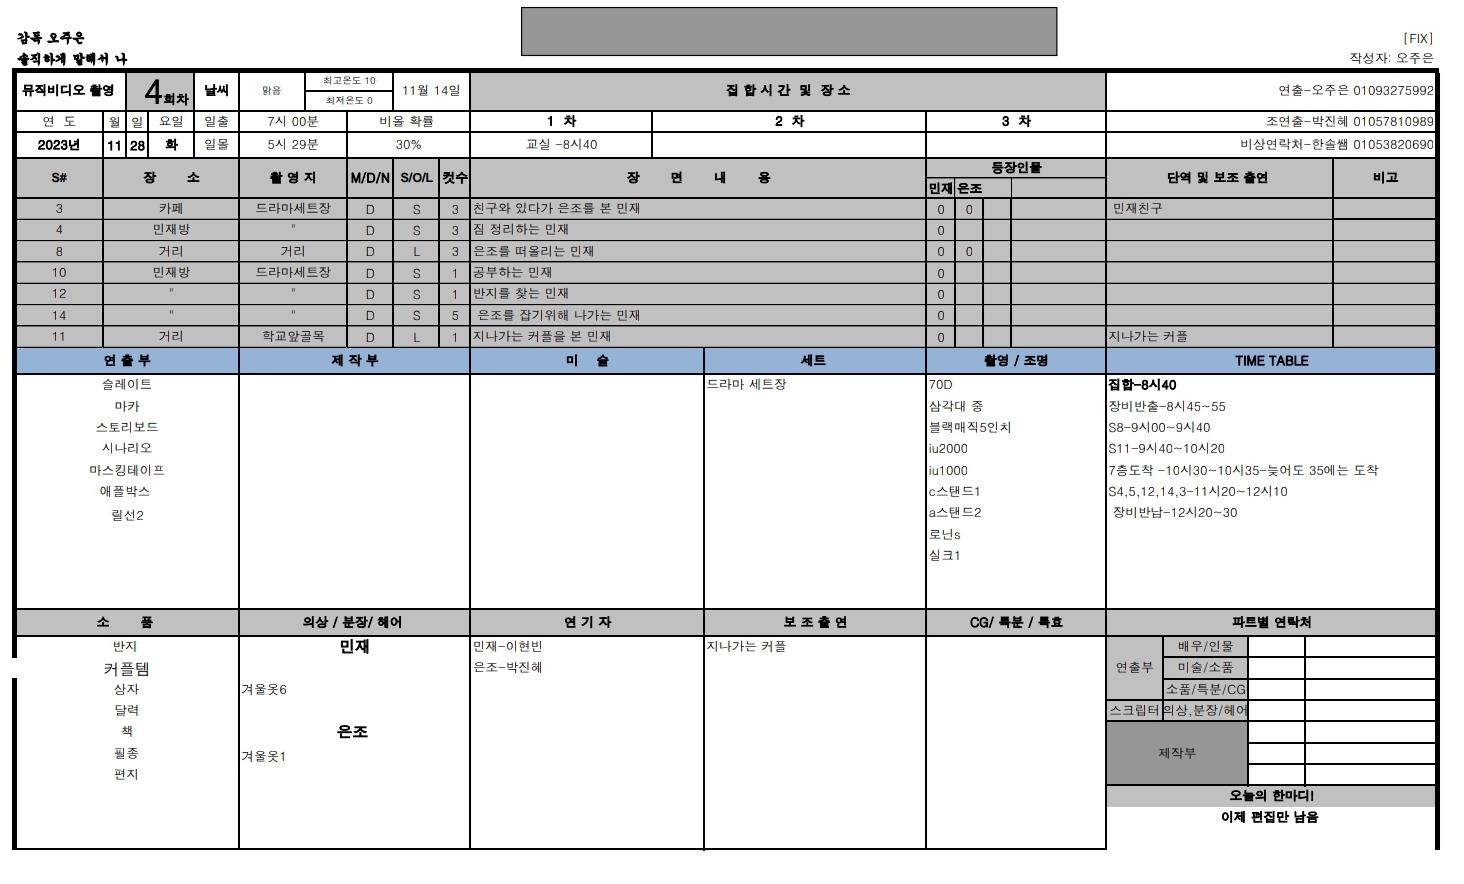 감독 오주은
솔직하게 말해서 나
[FIX]
작성자: 오주은
뮤직비디오 촬영 4회차 날씨 맑음 최고온도 10 11월 14일 집합시간 및 장소 연출-오주은 01093275992
최저온도 0
연 도 월 일 요일 일출 7시 00분 비올 확률 1 차 2 차 3 차 조연출-박진혜 01057810989
2023년 11 28 화 일몰 5시 29분 30% 교실 -8시40 비상연락처-한솔쌤 01053820690
S# 장 소 촬영지 M/D/N S/O/L 컷수 장 면 내 용 등장인물 단역 및 보조 출연 비고
민재 은조
3 카페 드라마세트장 D S 3 친구와 있다가 은조를 본 민재 0 0 민재친구
4 민재방 " D S 3 짐 정리하는 민재 0
8 거리 거리 D L 3 은조를 떠올리는 민재 0 0
10 민재방 드라마세트장 D S 1 공부하는 민재 0
12 " " D S 1 반지를 찾는 민재 0
14 " " D S 5 은조를 잡기위해 나가는 민재 0
11 거리 학교앞골목 D L 1 지나가는 커플을 본 민재 0 지나가는 커플
연출부 제작부 미 술 세트 촬영 / 조명 TIME TABLE
슬레이트 드라마 세트장 70D 집합-8시40
마카 삼각대 중 장비반출-8시45~55
스토리보드 블랙매직5인치 S8-9시00~9시40
시나리오 iu2000 S11-9시40~10시20
마스킹테이프 iu1000 7층도착 -10시30~10시35-늦어도 35에는 도착
애플박스 c스탠드1 S4,5,12,14,3-11시20~12시10
릴선2 a스탠드2 장비반납-12시20~30
로닌s
실크1
소 품 의상 / 분장/ 헤어 연기자 보조출연 CG/ 특분 / 특효 파트별 연락처
반지 민재 민재-이현빈 지나가는 커플 연출부 배우/인물
커플템 은조-박진혜 미술/소품
상자 겨울옷6 소품/특분/CG
달력 스크립터 의상,분장/헤어
책 은조
필종 겨울옷1 제작부
편지
오늘의 한마디!
이제 편집만 남음